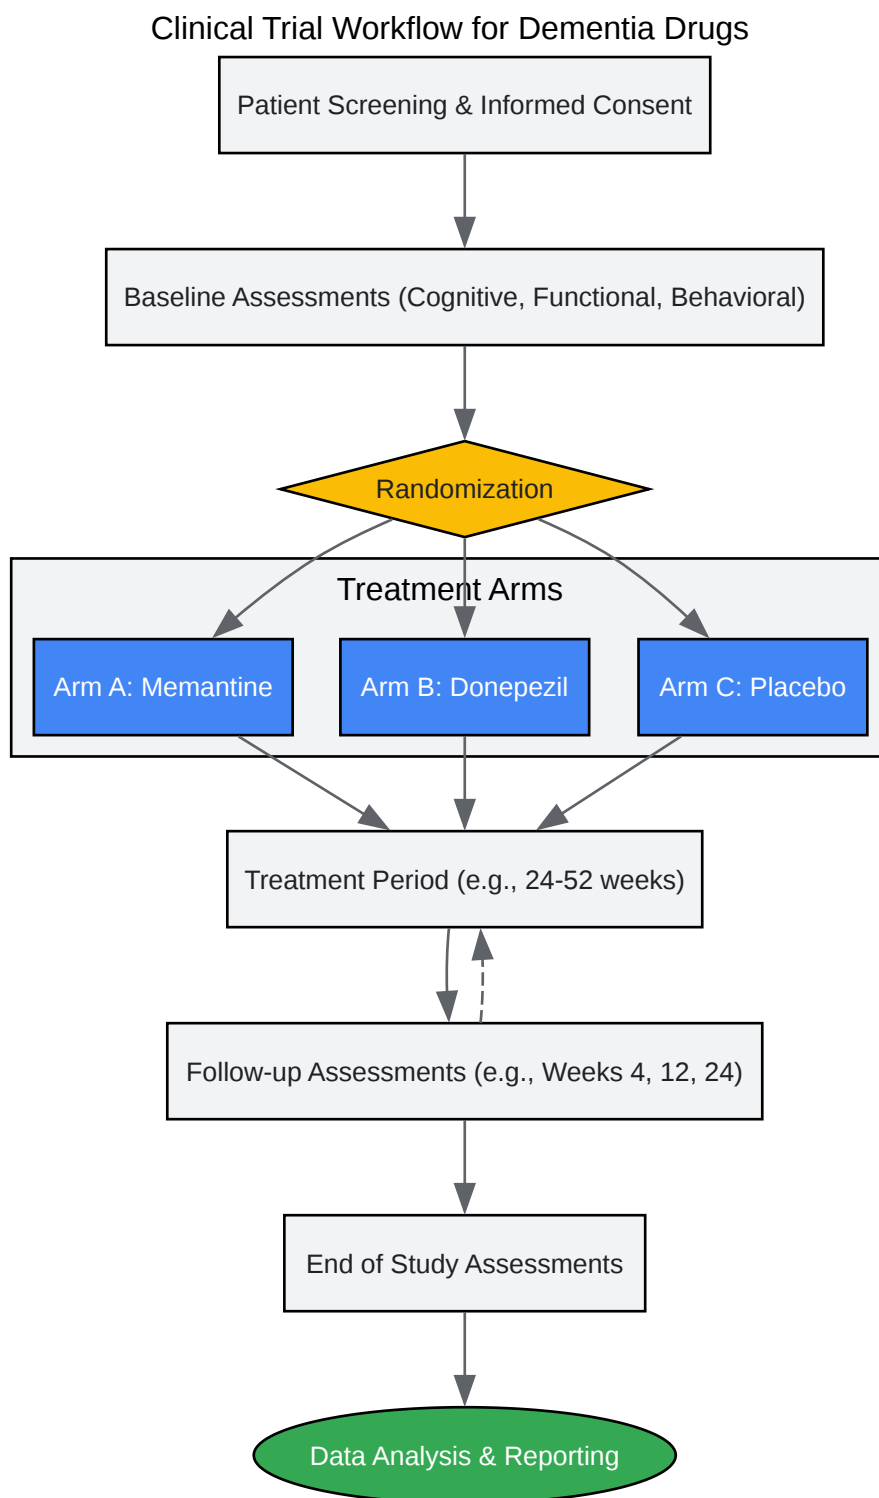 Clinical Trial Workflow for Dementia Drugs
Patient Screening & Informed Consent
Baseline Assessments (Cognitive, Functional, Behavioral)
Randomization
Treatment Arms
Arm A: Memantine
Arm B: Donepezil
Arm C: Placebo
Treatment Period (e.g., 24-52 weeks)
Follow-up Assessments (e.g., Weeks 4, 12, 24)
End of Study Assessments
Data Analysis & Reporting